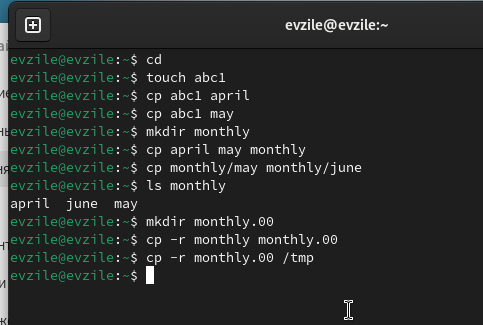 evzile@evzile:~
evzile@evzile:~$ cd
evzile@evzile:~$ touch abc1
evzile@evzile:~$ cp abc1 april
evzile@evzile:~$ cp abc1 may
evzile@evzile:~$ mkdir monthly
evzile@evzile:~$ cp april may monthly
evzile@evzile:~$ cp monthly/may monthly/june
evzile@evzile:~$ ls monthly
april  june  may
evzile@evzile:~$ mkdir monthly.00
evzile@evzile:~$ cp -r monthly monthly.00
evzile@evzile:~$ cp -r monthly.00 /tmp
evzile@evzile:~$